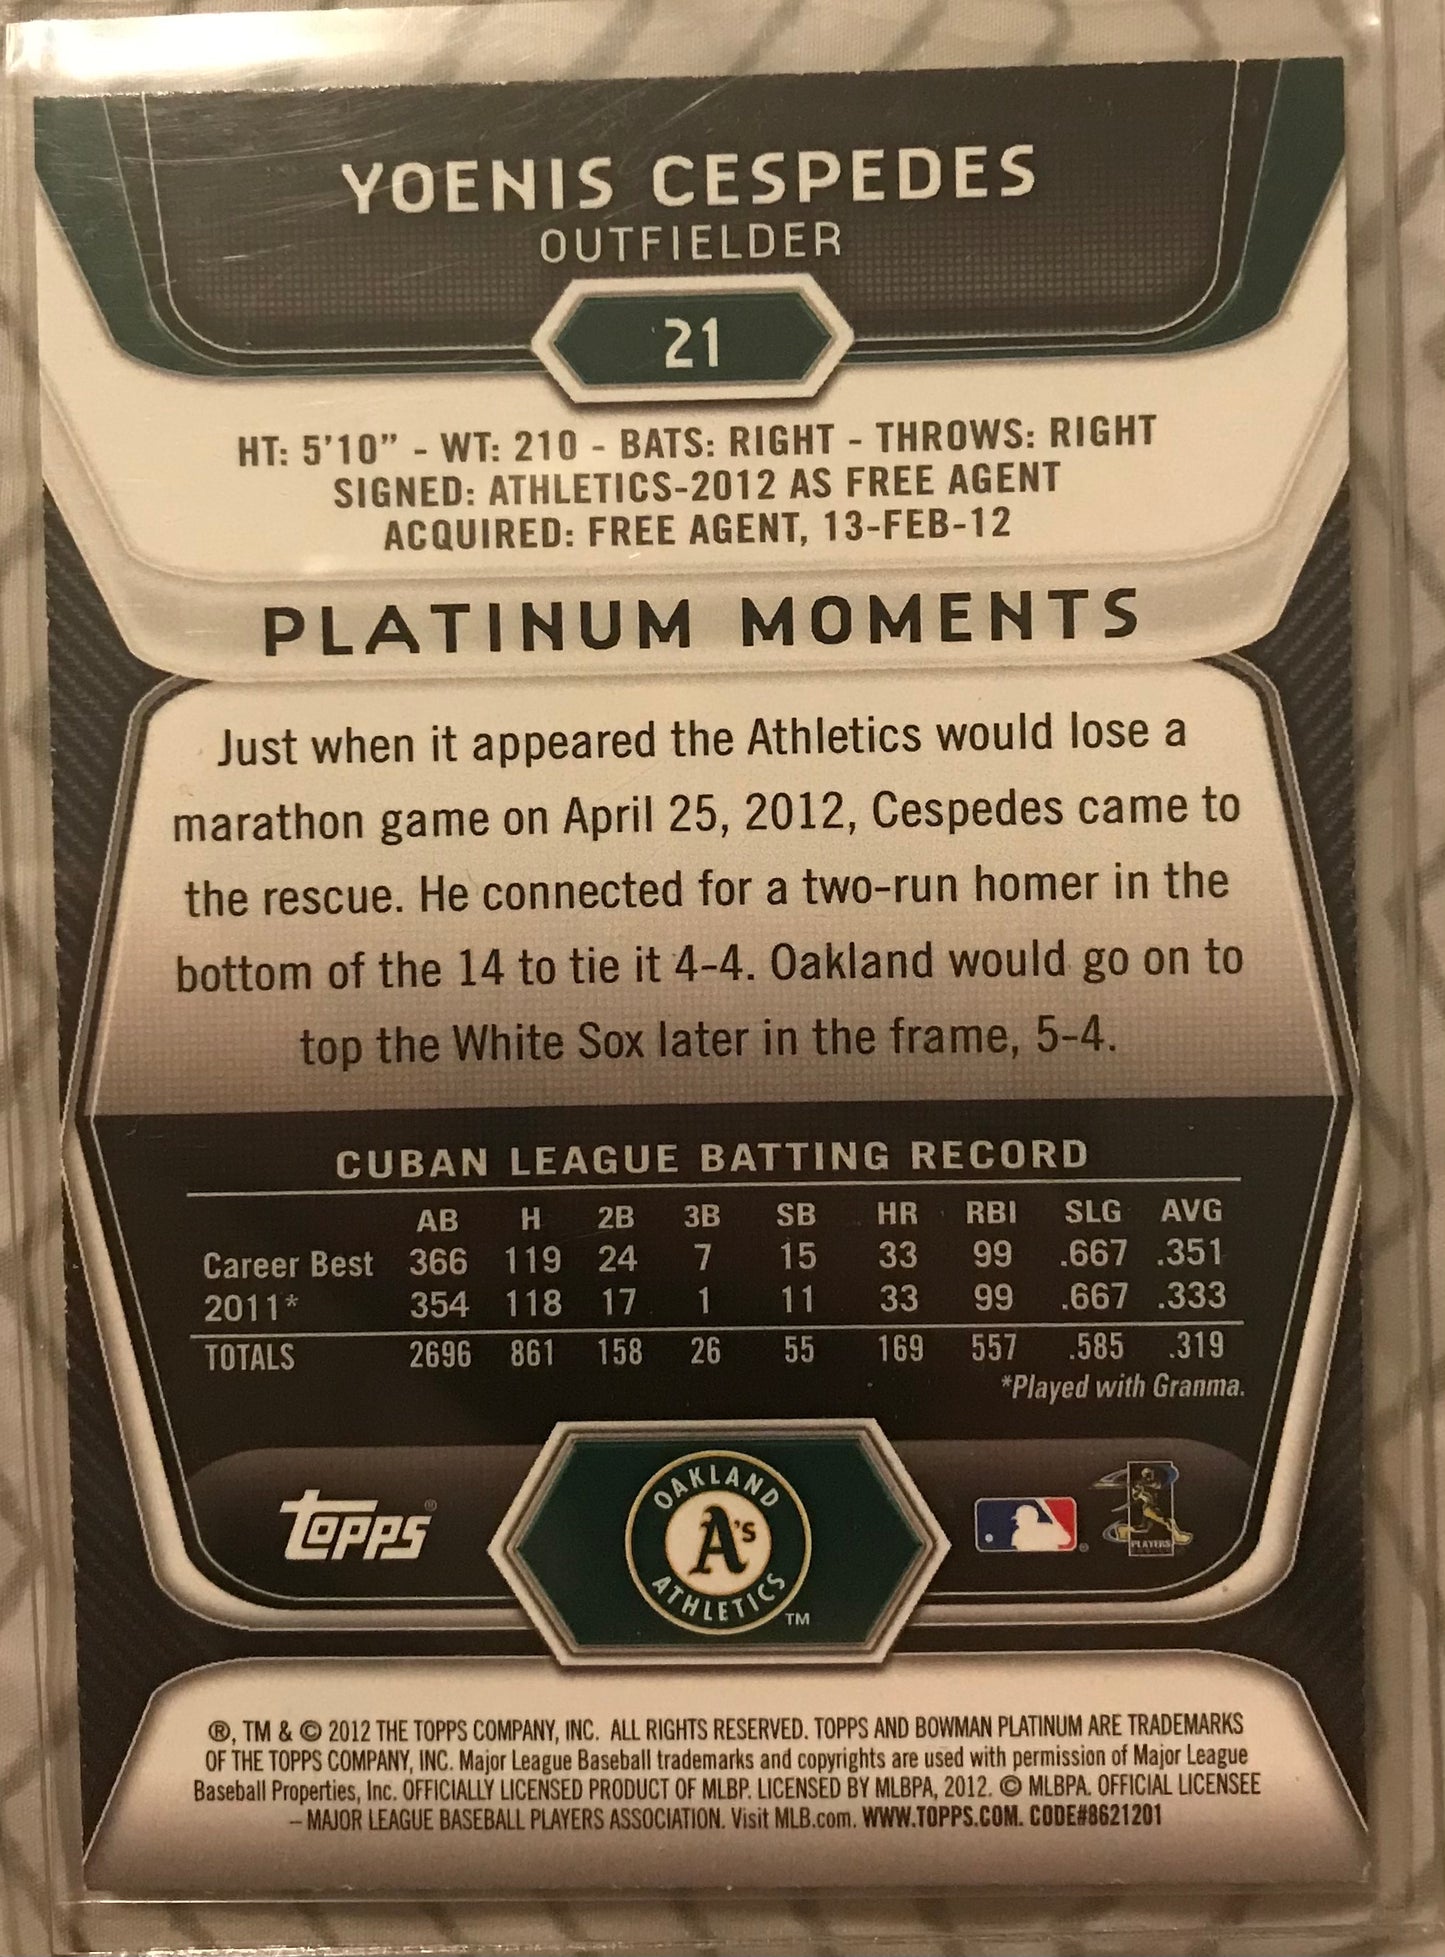 YOENIS CESPEDES
OUTFIELDER
21
HT: 5'10" - WT: 210 - BATS: RIGHT - THROWS: RIGHT
SIGNED: ATHLETICS-2012 AS FREE AGENT
ACQUIRED: FREE AGENT, 13-FEB-12
PLATINUM MOMENTS
Just when it appeared the Athletics would lose a
marathon game on April 25, 2012, Cespedes came to
the rescue. He connected for a two-run homer in the
bottom of the 14 to tie it 4-4. Oakland would go on to
top the White Sox later in the frame, 5-4.
CUBAN LEAGUE BATTING RECORD
AB H 2B 3B SB HR RBI SLG AVG
Career Best 366 119 24 7 15 33 99 .667 .351
2011* 354 118 17 1 11 33 99 .667 .333
TOTALS 2696 861 158 26 55 169 557 .585 .319
*Played with Granma.
TOPPS®
OAKLAND
A's
ATHLETICS
TM
®
PLAYERS
®, TM & © 2012 THE TOPPS COMPANY, INC. ALL RIGHTS RESERVED. TOPPS AND BOWMAN PLATINUM ARE TRADEMARKS
OF THE TOPPS COMPANY, INC. Major League Baseball trademarks and copyrights are used with permission of Major League
Baseball Properties, Inc. OFFICIALLY LICENSED PRODUCT OF MLBP. LICENSED BY MLBPA, 2012. © MLBPA. OFFICIAL LICENSEE
– MAJOR LEAGUE BASEBALL PLAYERS ASSOCIATION. Visit MLB.com. WWW.TOPPS.COM. CODE#8621201